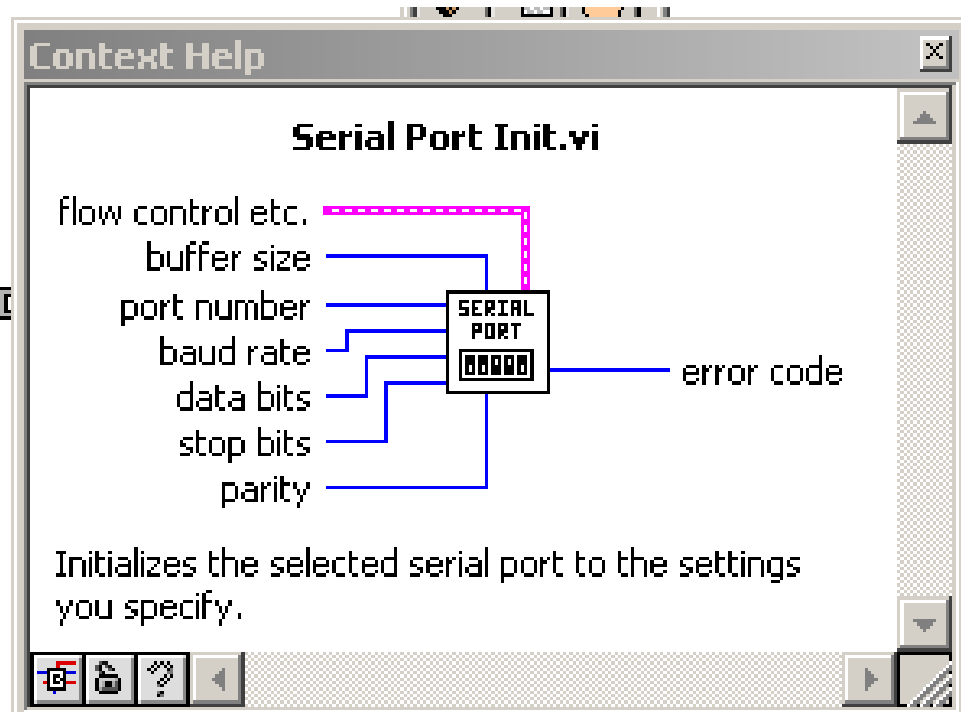 Context Help
Serial Port Init.vi
flow control etc.
buffer size
port number
baud rate
data bits
stop bits
parity
SERIAL
PORT
error code
Initializes the selected serial port to the settings
you specify.
?